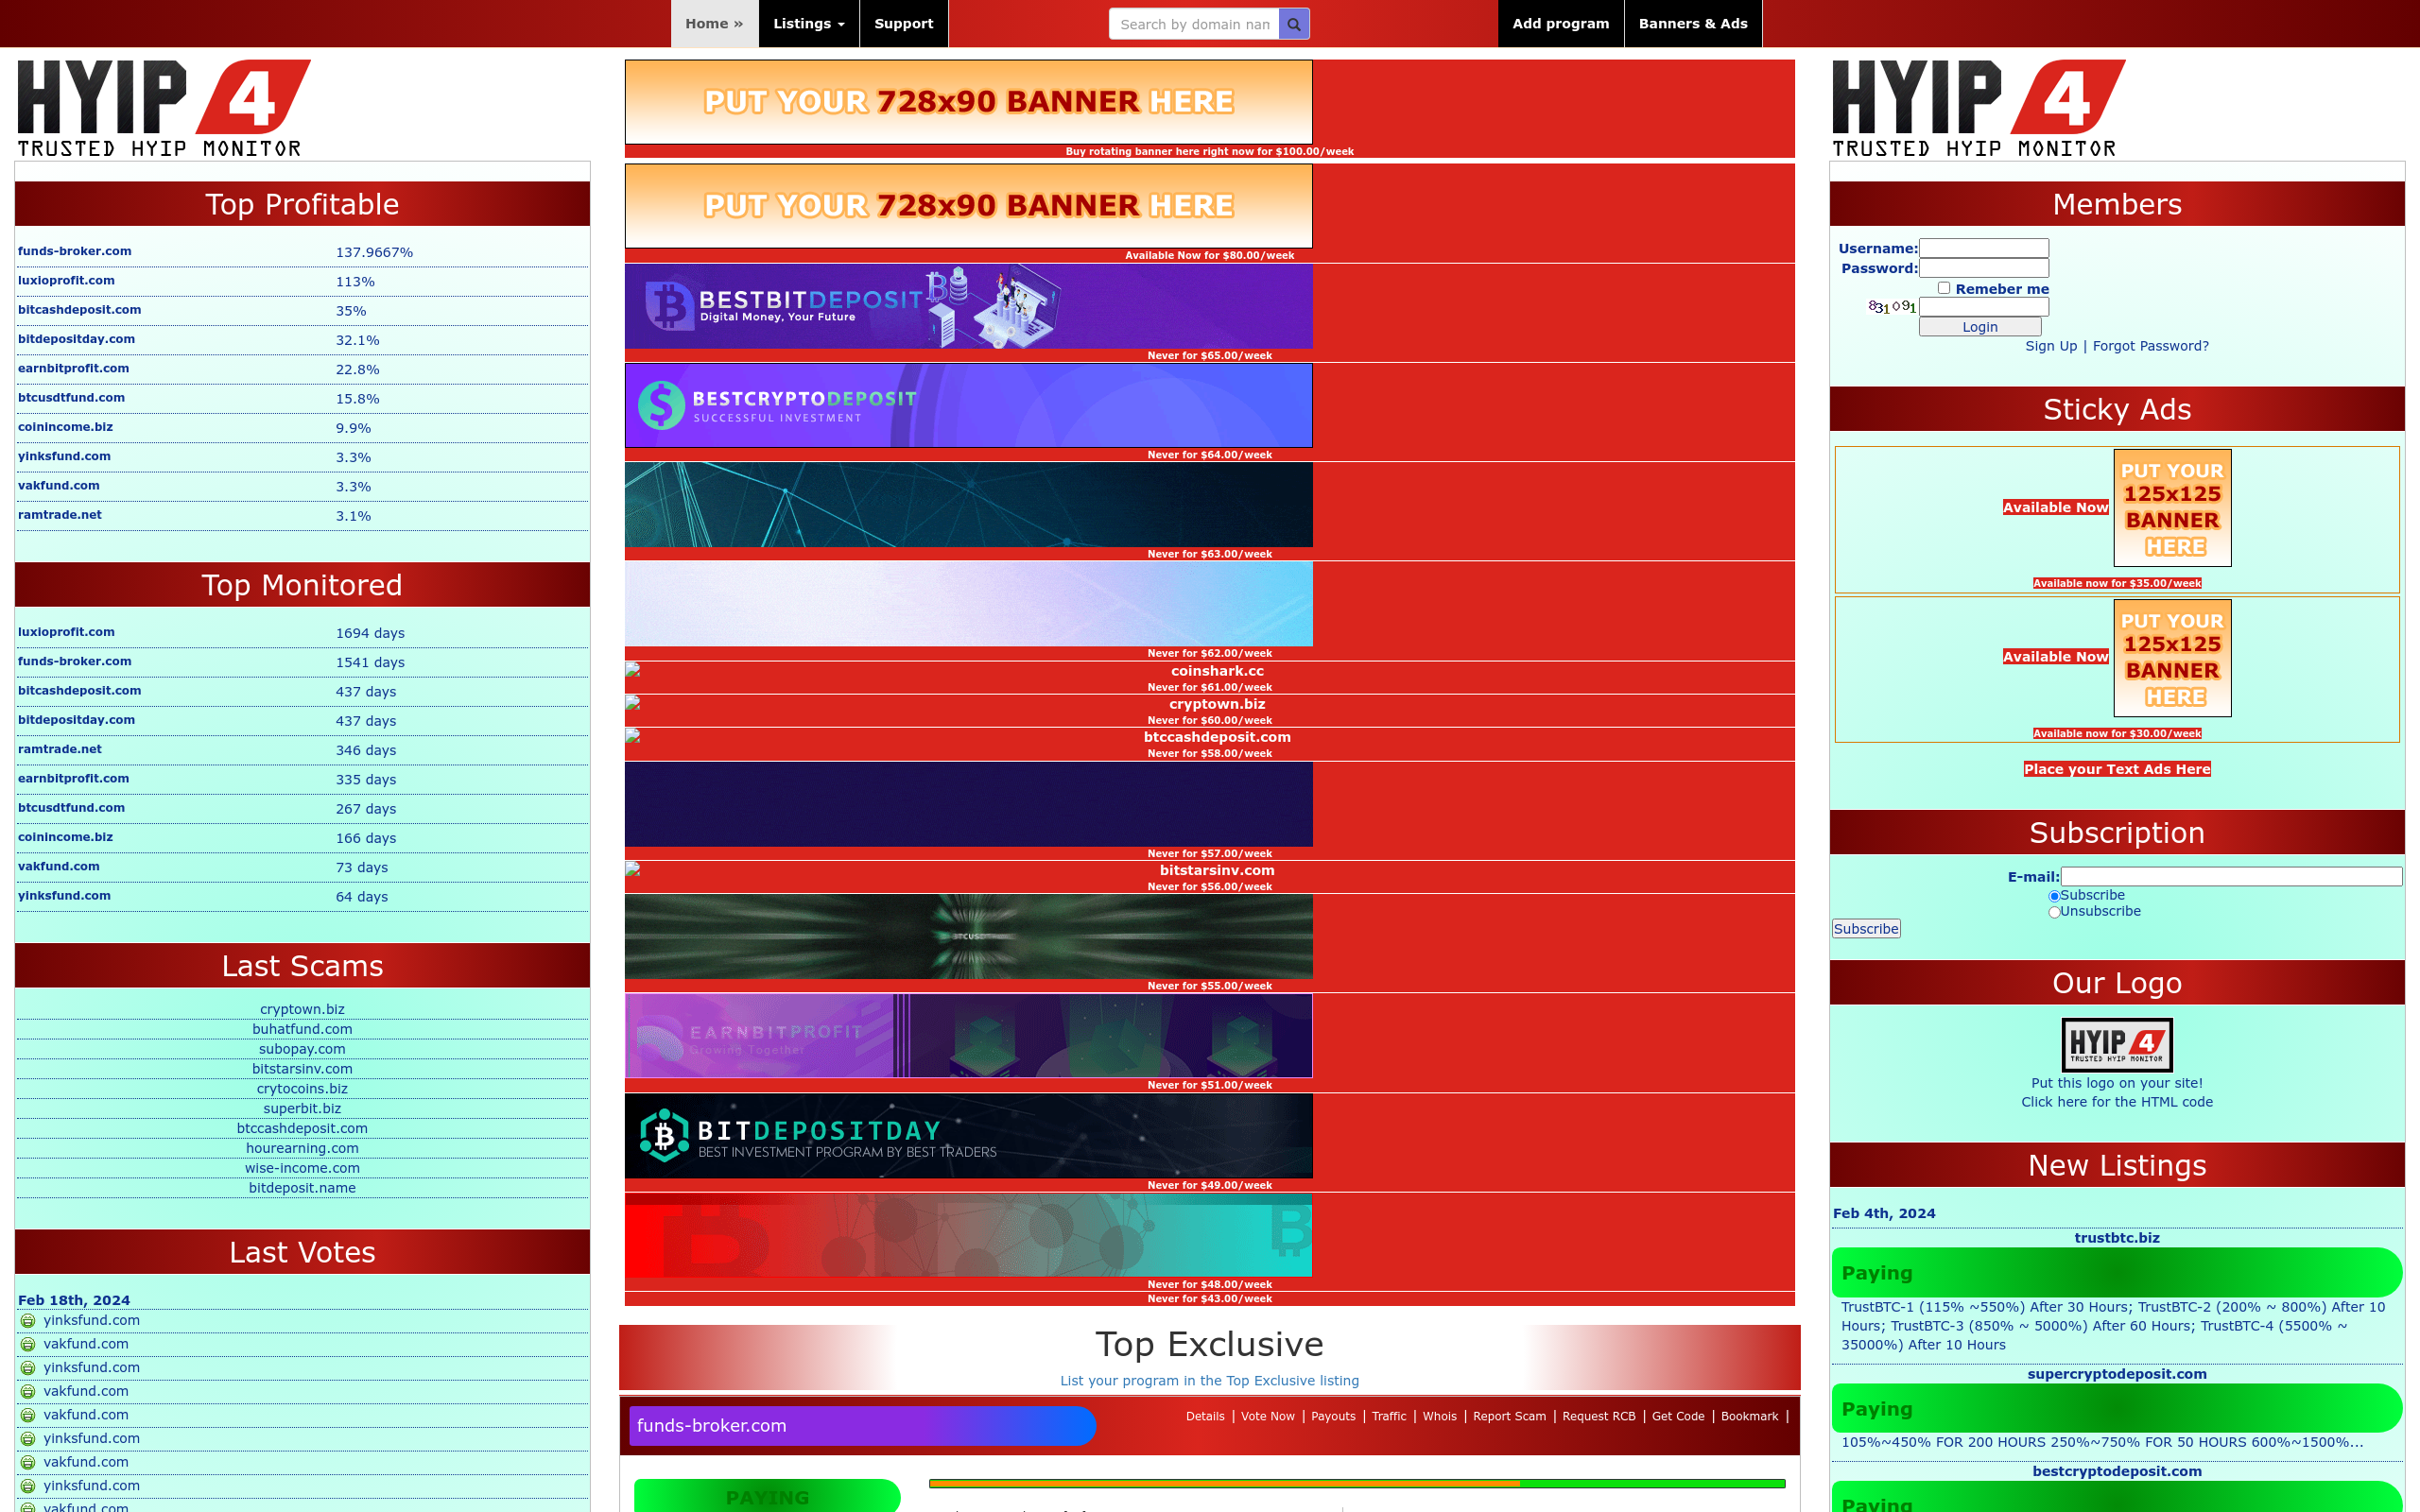 Home »
Listings
Support
Search by domain nam
Add program
Banners & Ads
HYIP 4
TRUSTED HYIP MONITOR
Top Profitable
funds-broker.com 137.9667%
luxioprofit.com 113%
bitcashdeposit.com 35%
bitdepositday.com 32.1%
earnbitprofit.com 22.8%
btcusdtfund.com 15.8%
coinincome.biz 9.9%
yinksfund.com 3.3%
vakfund.com 3.3%
ramtrade.net 3.1%
Top Monitored
luxioprofit.com 1694 days
funds-broker.com 1541 days
bitcashdeposit.com 437 days
bitdepositday.com 437 days
ramtrade.net 346 days
earnbitprofit.com 335 days
btcusdtfund.com 267 days
coinincome.biz 166 days
vakfund.com 73 days
yinksfund.com 64 days
Last Scams
cryptown.biz
buhatfund.com
subopay.com
bitstarsinv.com
crytocoins.biz
superbit.biz
btccashdeposit.com
hourearning.com
wise-income.com
bitdeposit.name
Last Votes
Feb 18th, 2024
yinksfund.com
vakfund.com
yinksfund.com
vakfund.com
vakfund.com
yinksfund.com
vakfund.com
yinksfund.com
vakfund.com
PUT YOUR 728x90 BANNER HERE
Buy rotating banner here right now for $100.00/week
PUT YOUR 728x90 BANNER HERE
Available Now for $80.00/week
BESTBITDEPOSIT
Digital Money, Your Future
Never for $65.00/week
BESTCRYPTODEPOSIT
SUCCESSFUL INVESTMENT
Never for $64.00/week
Never for $63.00/week
Never for $62.00/week
coinshark.cc
Never for $61.00/week
cryptown.biz
Never for $60.00/week
btccashdeposit.com
Never for $58.00/week
Never for $57.00/week
bitstarsinv.com
Never for $56.00/week
Never for $55.00/week
EARNBITPROFIT
Growing Together
Never for $51.00/week
BITDEPOSITDAY
BEST INVESTMENT PROGRAM BY BEST TRADERS
Never for $49.00/week
Never for $48.00/week
Never for $43.00/week
Top Exclusive
List your program in the Top Exclusive listing
funds-broker.com
Details | Vote Now | Payouts | Traffic | Whois | Report Scam | Request RCB | Get Code | Bookmark |
PAYING
HYIP 4
TRUSTED HYIP MONITOR
Members
Username:
Password:
Remeber me
831091
Login
Sign Up | Forgot Password?
Sticky Ads
Available Now
PUT YOUR
125x125
BANNER
HERE
Available now for $35.00/week
Available Now
PUT YOUR
125x125
BANNER
HERE
Available now for $30.00/week
Place your Text Ads Here
Subscription
E-mail:
Subscribe
Unsubscribe
Subscribe
Our Logo
HYIP 4
TRUSTED HYIP MONITOR
Put this logo on your site!
Click here for the HTML code
New Listings
Feb 4th, 2024
trustbtc.biz
Paying
TrustBTC-1 (115% ~550%) After 30 Hours; TrustBTC-2 (200% ~ 800%) After 10
Hours; TrustBTC-3 (850% ~ 5000%) After 60 Hours; TrustBTC-4 (5500% ~
35000%) After 10 Hours
supercryptodeposit.com
Paying
105%~450% FOR 200 HOURS 250%~750% FOR 50 HOURS 600%~1500%...
bestcryptodeposit.com
Paying